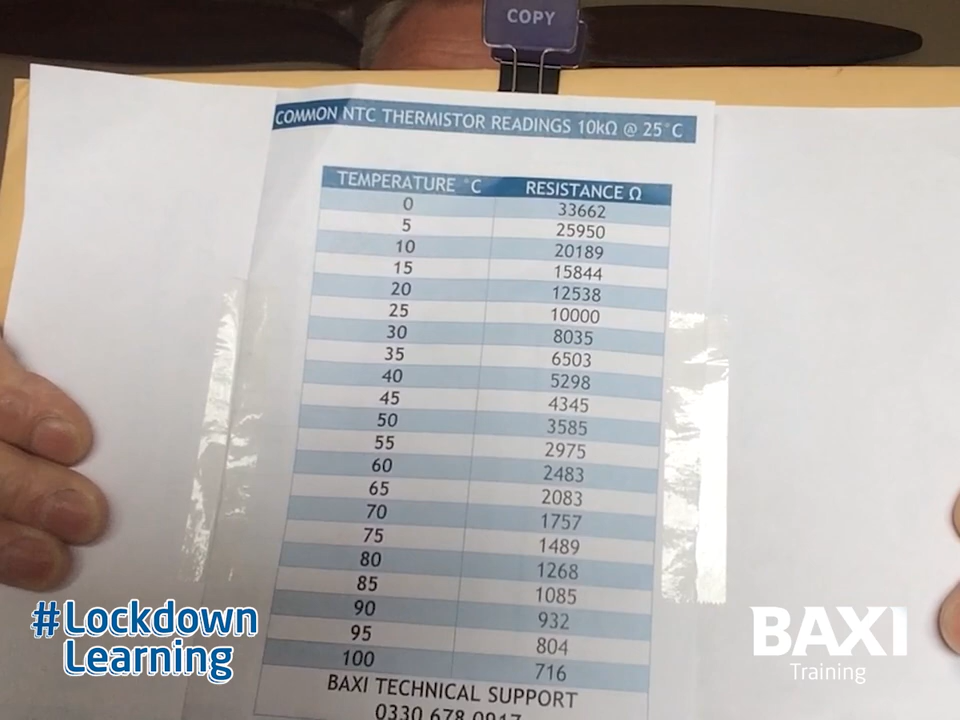 COPY
COMMON NTC THERMISTOR READINGS 10kΩ @ 25°C
TEMPERATURE °C RESISTANCE Ω
0 33662
5 25950
10 20189
15 15844
20 12538
25 10000
30 8035
35 6503
40 5298
45 4345
50 3585
55 2975
60 2483
65 2083
70 1757
75 1489
80 1268
85 1085
90 932
95 804
100 716
BAXI TECHNICAL SUPPORT
0330 678 0917
#Lockdown
Learning
BAXI
Training